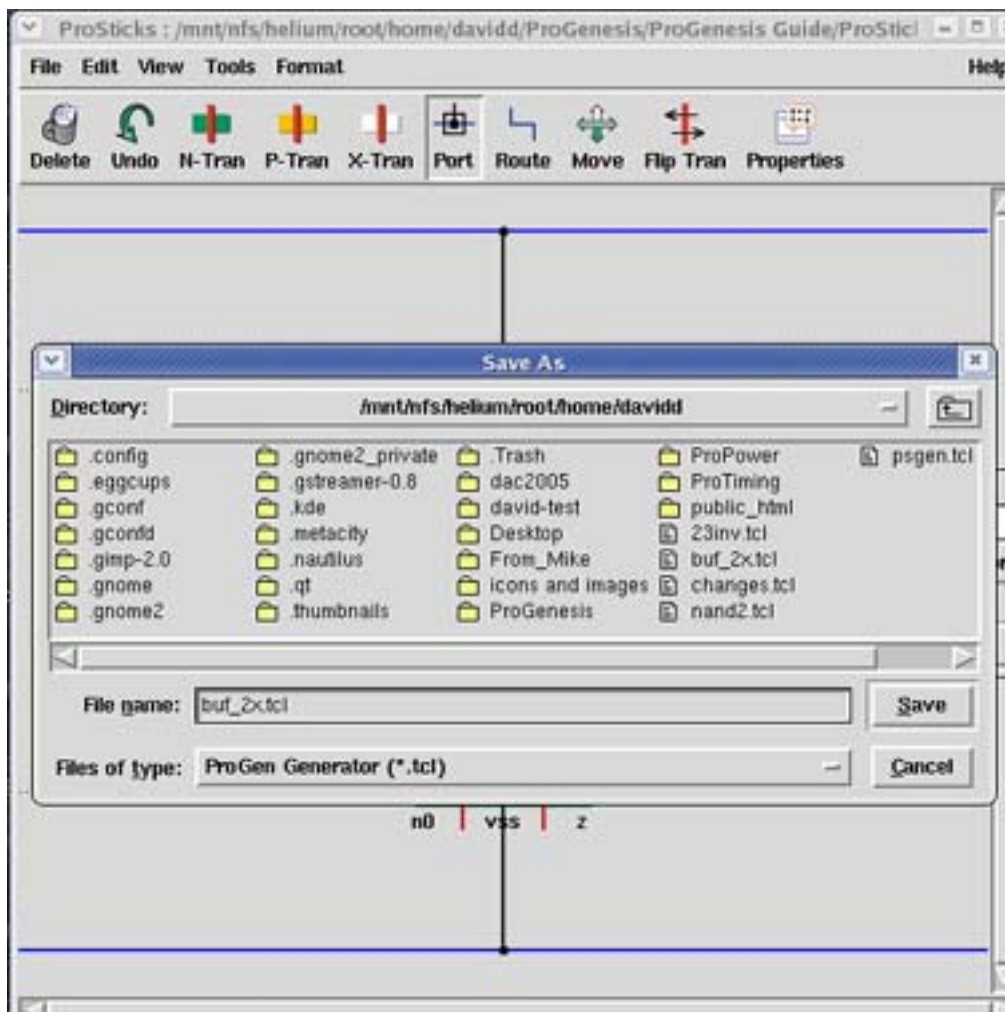 ProSticks : /mnt/nfs/helium/root/home/davidd/ProGenesis/ProGenesis Guide/ProStic
File Edit View Tools Format Help
Delete Undo N-Tran P-Tran X-Tran Port Route Move Flip Tran Properties
Save As
Directory: /mnt/nfs/helium/root/home/davidd
.config .gnome2_private .Trash ProPower psgen.tcl
.eggcups .gstreamer-0.8 dac2005 ProTiming
.gconf .kde david-test public_html
.gconfd .metacity Desktop 23inv.tcl
.gimp-2.0 .nautilus From_Mike buf_2x.tcl
.gnome .qt icons and images changes.tcl
.gnome2 .thumbnails ProGenesis nand2.tcl
File name: buf_2x.tcl Save
Files of type: ProGen Generator (*.tcl) Cancel
n0 vss z